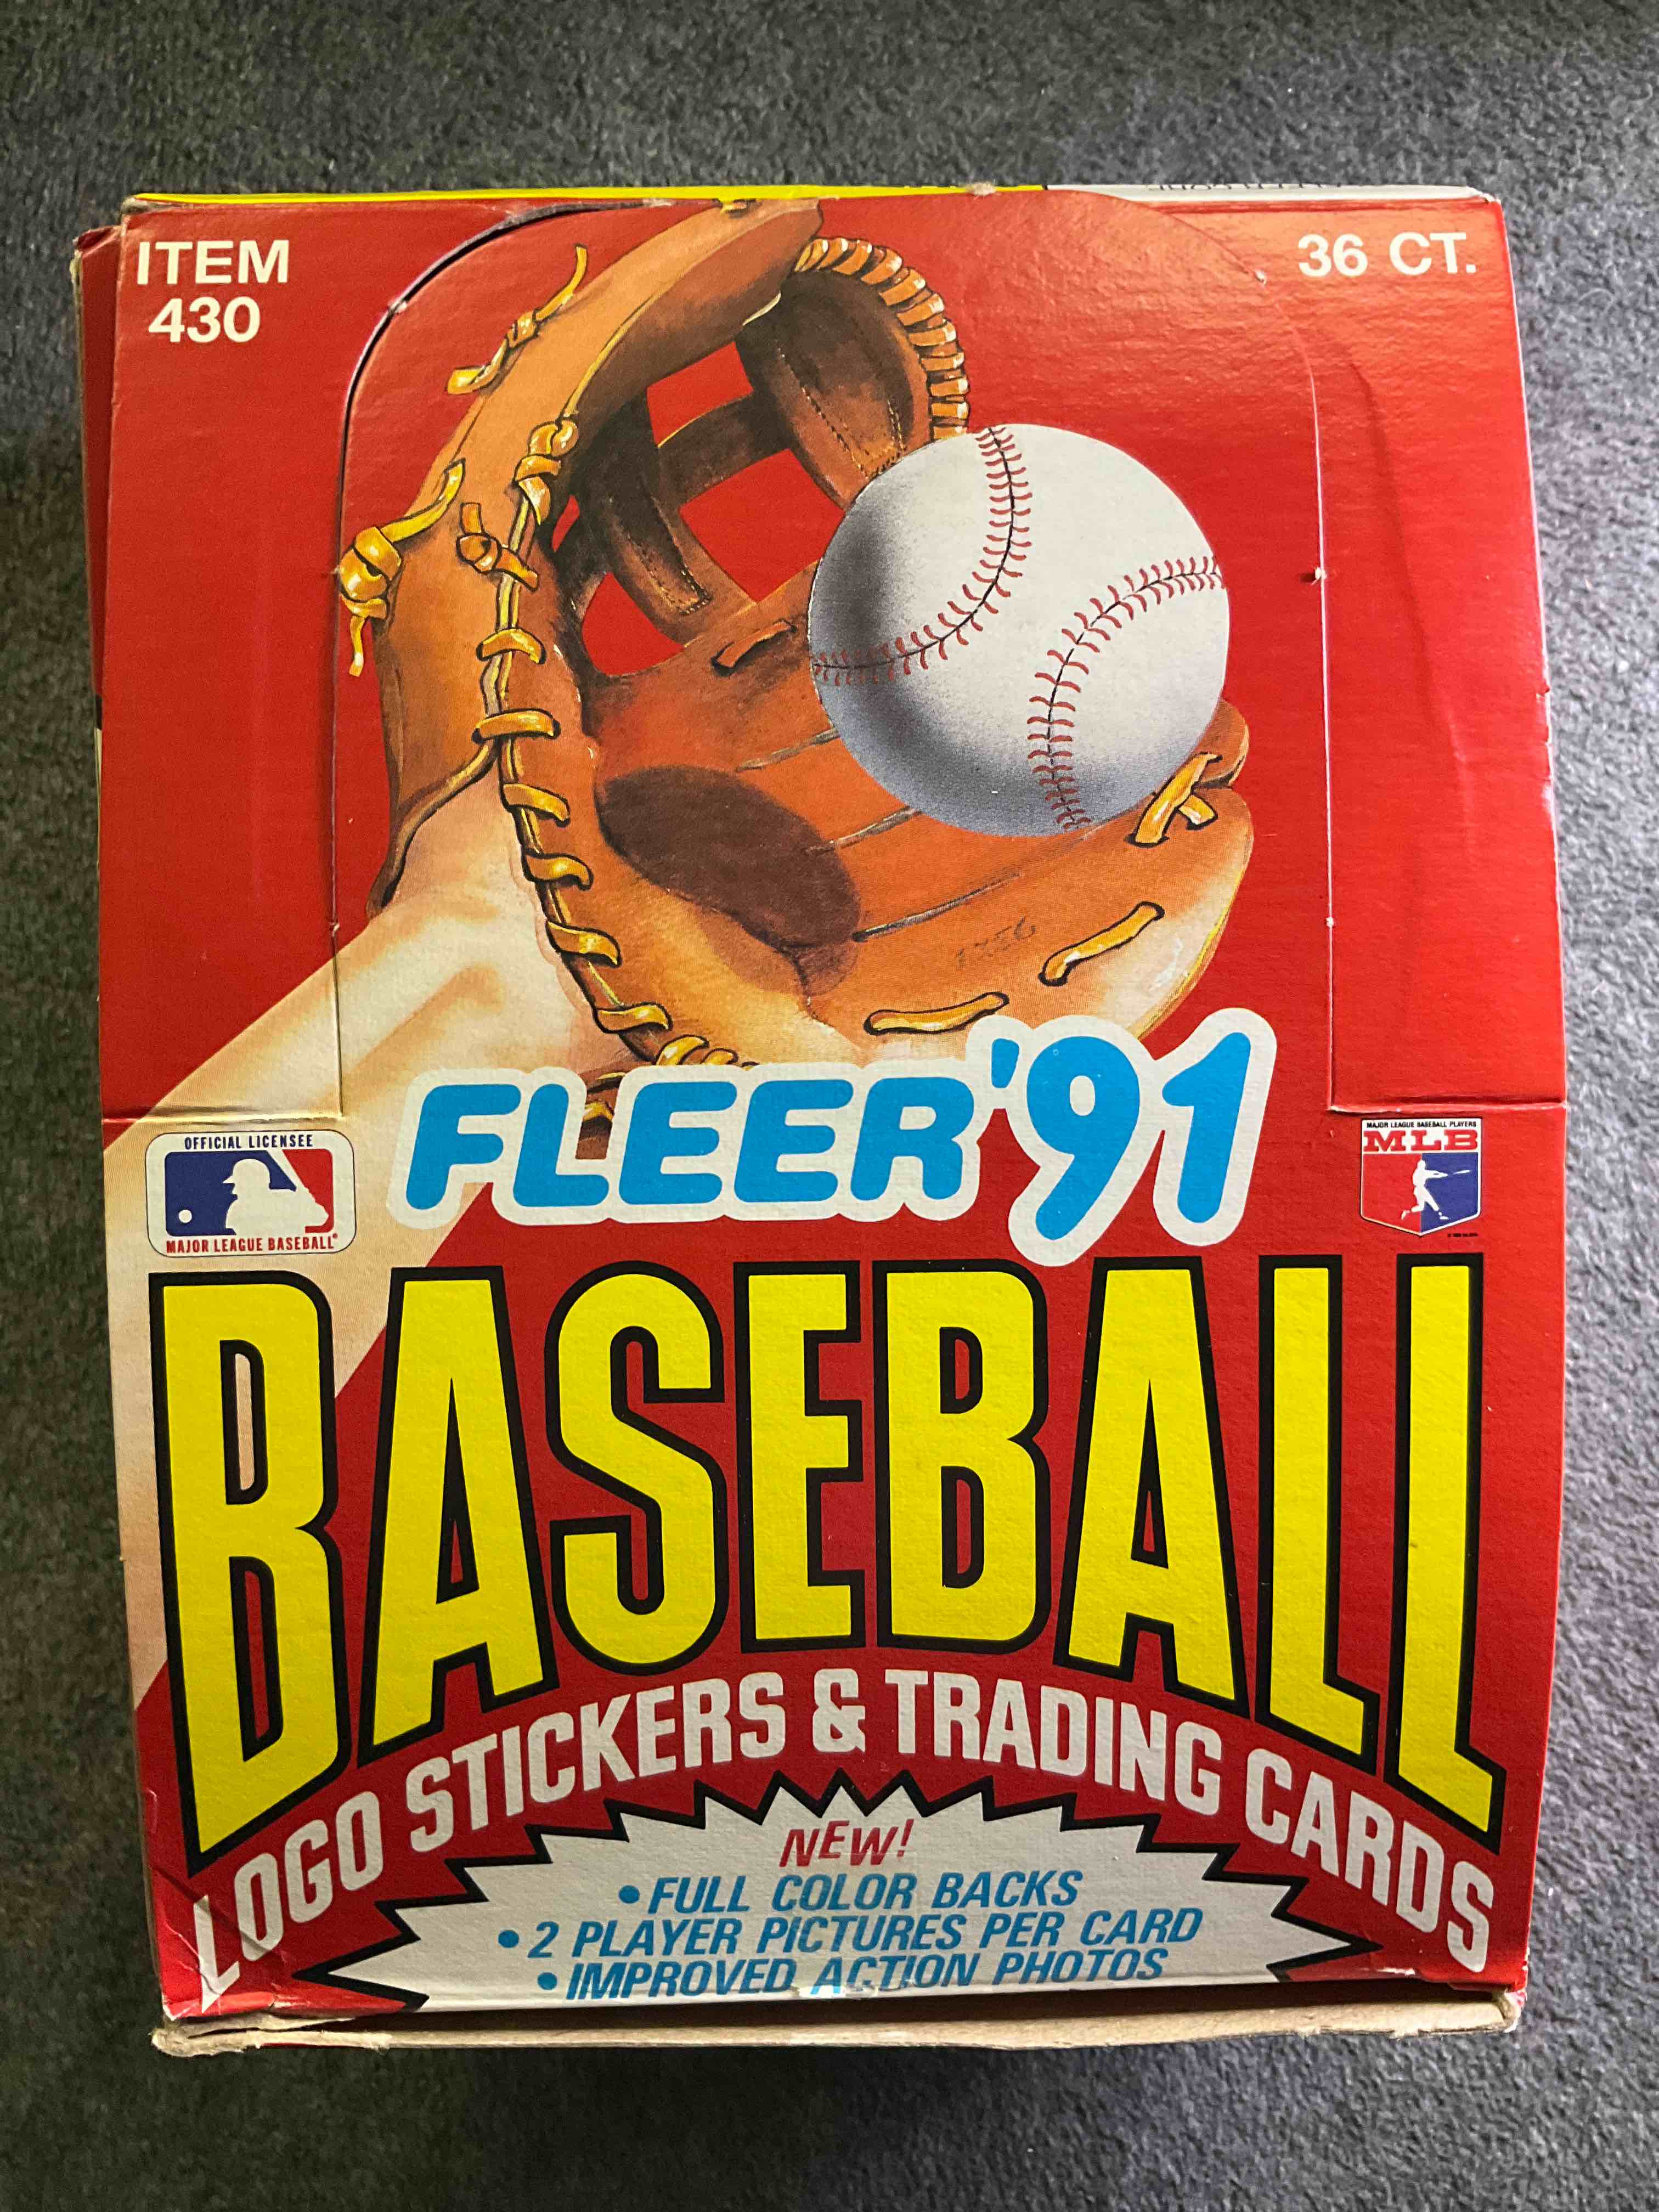 ITEM
430
36 CT.
FLEER '91
OFFICIAL LICENSEE
MAJOR LEAGUE BASEBALL®
MAJOR LEAGUE BASEBALL PLAYERS
MLB
BASEBALL
LOGO STICKERS & TRADING CARDS
NEW!
• FULL COLOR BACKS
• 2 PLAYER PICTURES PER CARD
• IMPROVED ACTION PHOTOS